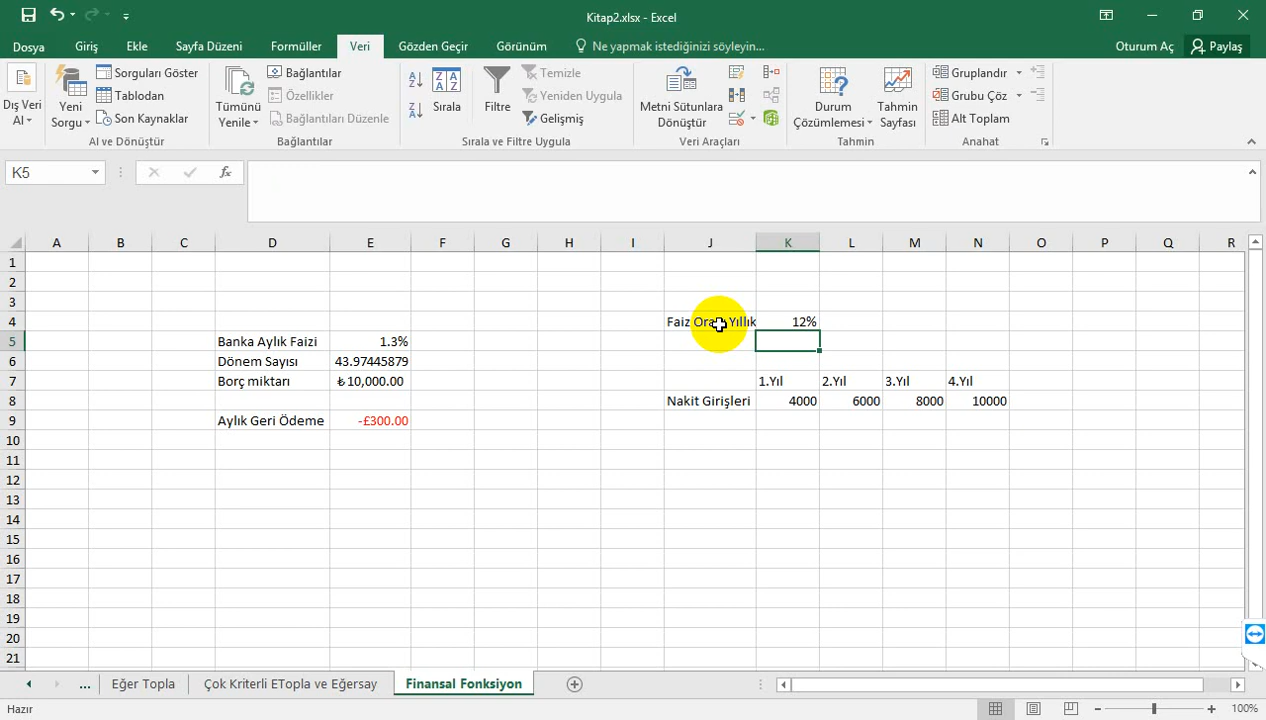 Kitap2.xlsx - Excel
Dosya Giriş Ekle Sayfa Düzeni Formüller Veri Gözden Geçir Görünüm Ne yapmak istediğinizi söyleyin... Oturum Aç Paylaş
Dış Veri Al
Yeni Sorgu
Sorguları Göster
Tablodan
Son Kaynaklar
Al ve Dönüştür
Tümünü Yenile
Bağlantılar
Özellikler
Bağlantıları Düzenle
Bağlantılar
Sırala
Filtre
Temizle
Yeniden Uygula
Gelişmiş
Sırala ve Filtre Uygula
Metni Sütunlara Dönüştür
Veri Araçları
Durum Çözümlemesi
Tahmin Sayfası
Tahmin
Gruplandır
Grubu Çöz
Alt Toplam
Anahat
K5 fx
A B C D E F G H I J K L M N O P Q R
1
2
3
4 Faiz Yıllık 12%
5 Banka Aylık Faizi 1.3%
6 Dönem Sayısı 43.97445879
7 Borç miktarı ₺10,000.00 1.Yıl 2.Yıl 3.Yıl 4.Yıl
8 Nakit Girişleri 4000 6000 8000 10000
9 Aylık Geri Ödeme -£300.00
10
11
12
13
14
15
16
17
18
19
20
21
... Eğer Topla Çok Kriterli ETopla ve Eğersay Finansal Fonksiyon
Hazır 100%